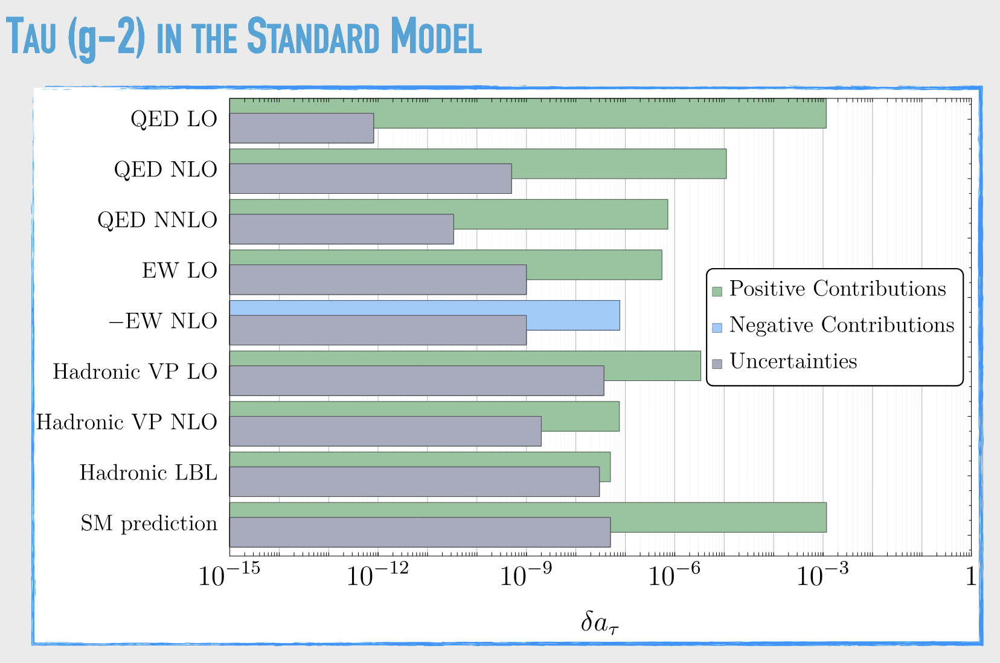 TAU (g-2) IN THE STANDARD MODEL
QED LO
QED NLO
QED NNLO
EW LO
−EW NLO
Hadronic VP LO
Hadronic VP NLO
Hadronic LBL
SM prediction
Positive Contributions
Negative Contributions
Uncertainties
10⁻¹⁵ 10⁻¹² 10⁻⁹ 10⁻⁶ 10⁻³ 1
δaτ